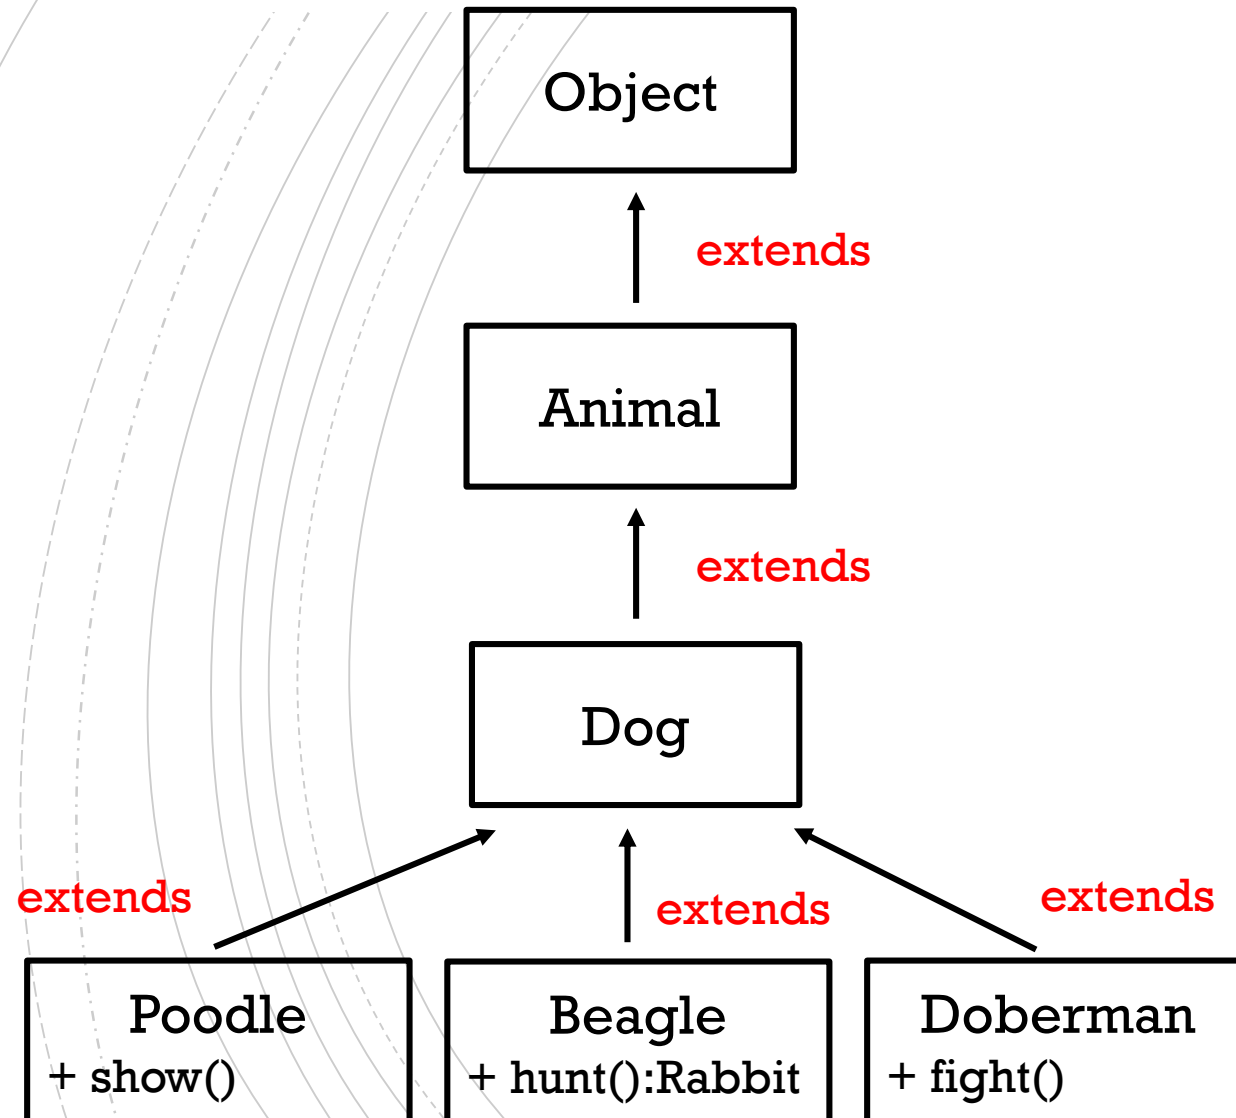 Object
extends
Animal
extends
Dog
extends
extends
extends
Poodle
+ show()
Beagle
+ hunt():Rabbit
Doberman
+ fight()